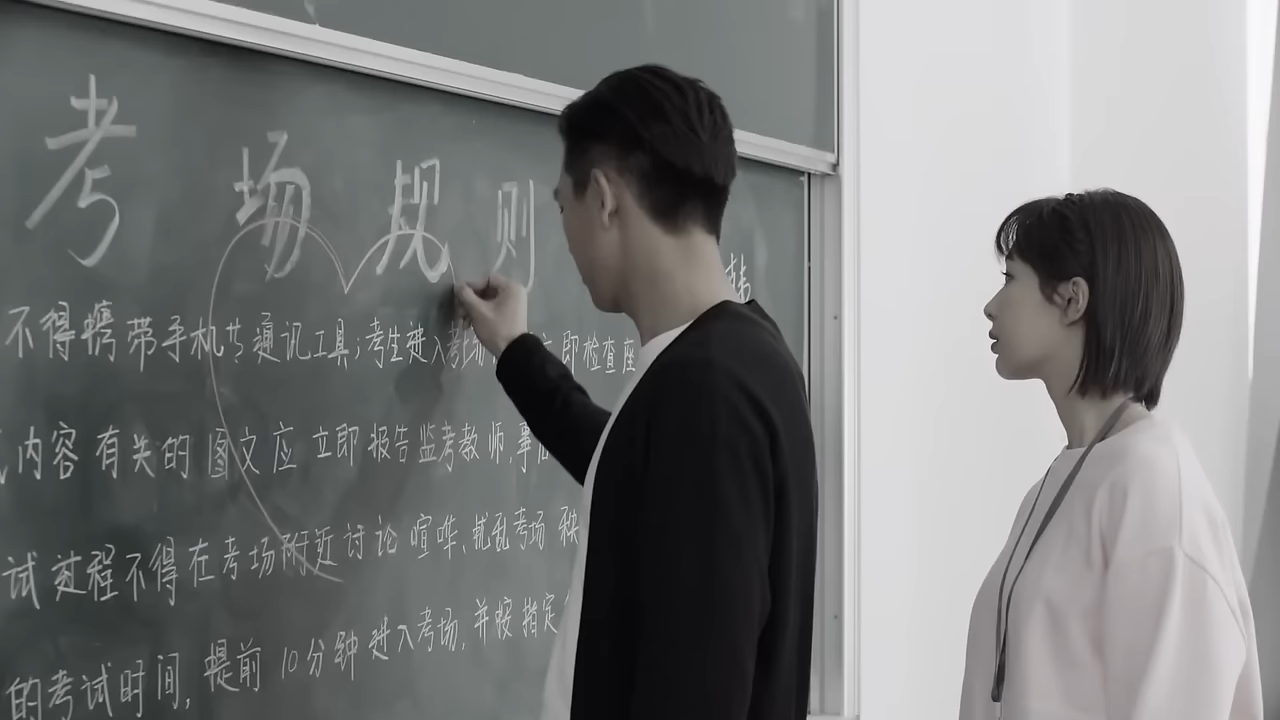 考场规则
不得携带手机等通讯工具;考生进入考场 立即检查座
内容有关的图文应立即报告监考教师,事后
试过程不得在考场附近讨论喧哗、扰乱考场秩
的考试时间,提前10分钟进入考场,并按指定